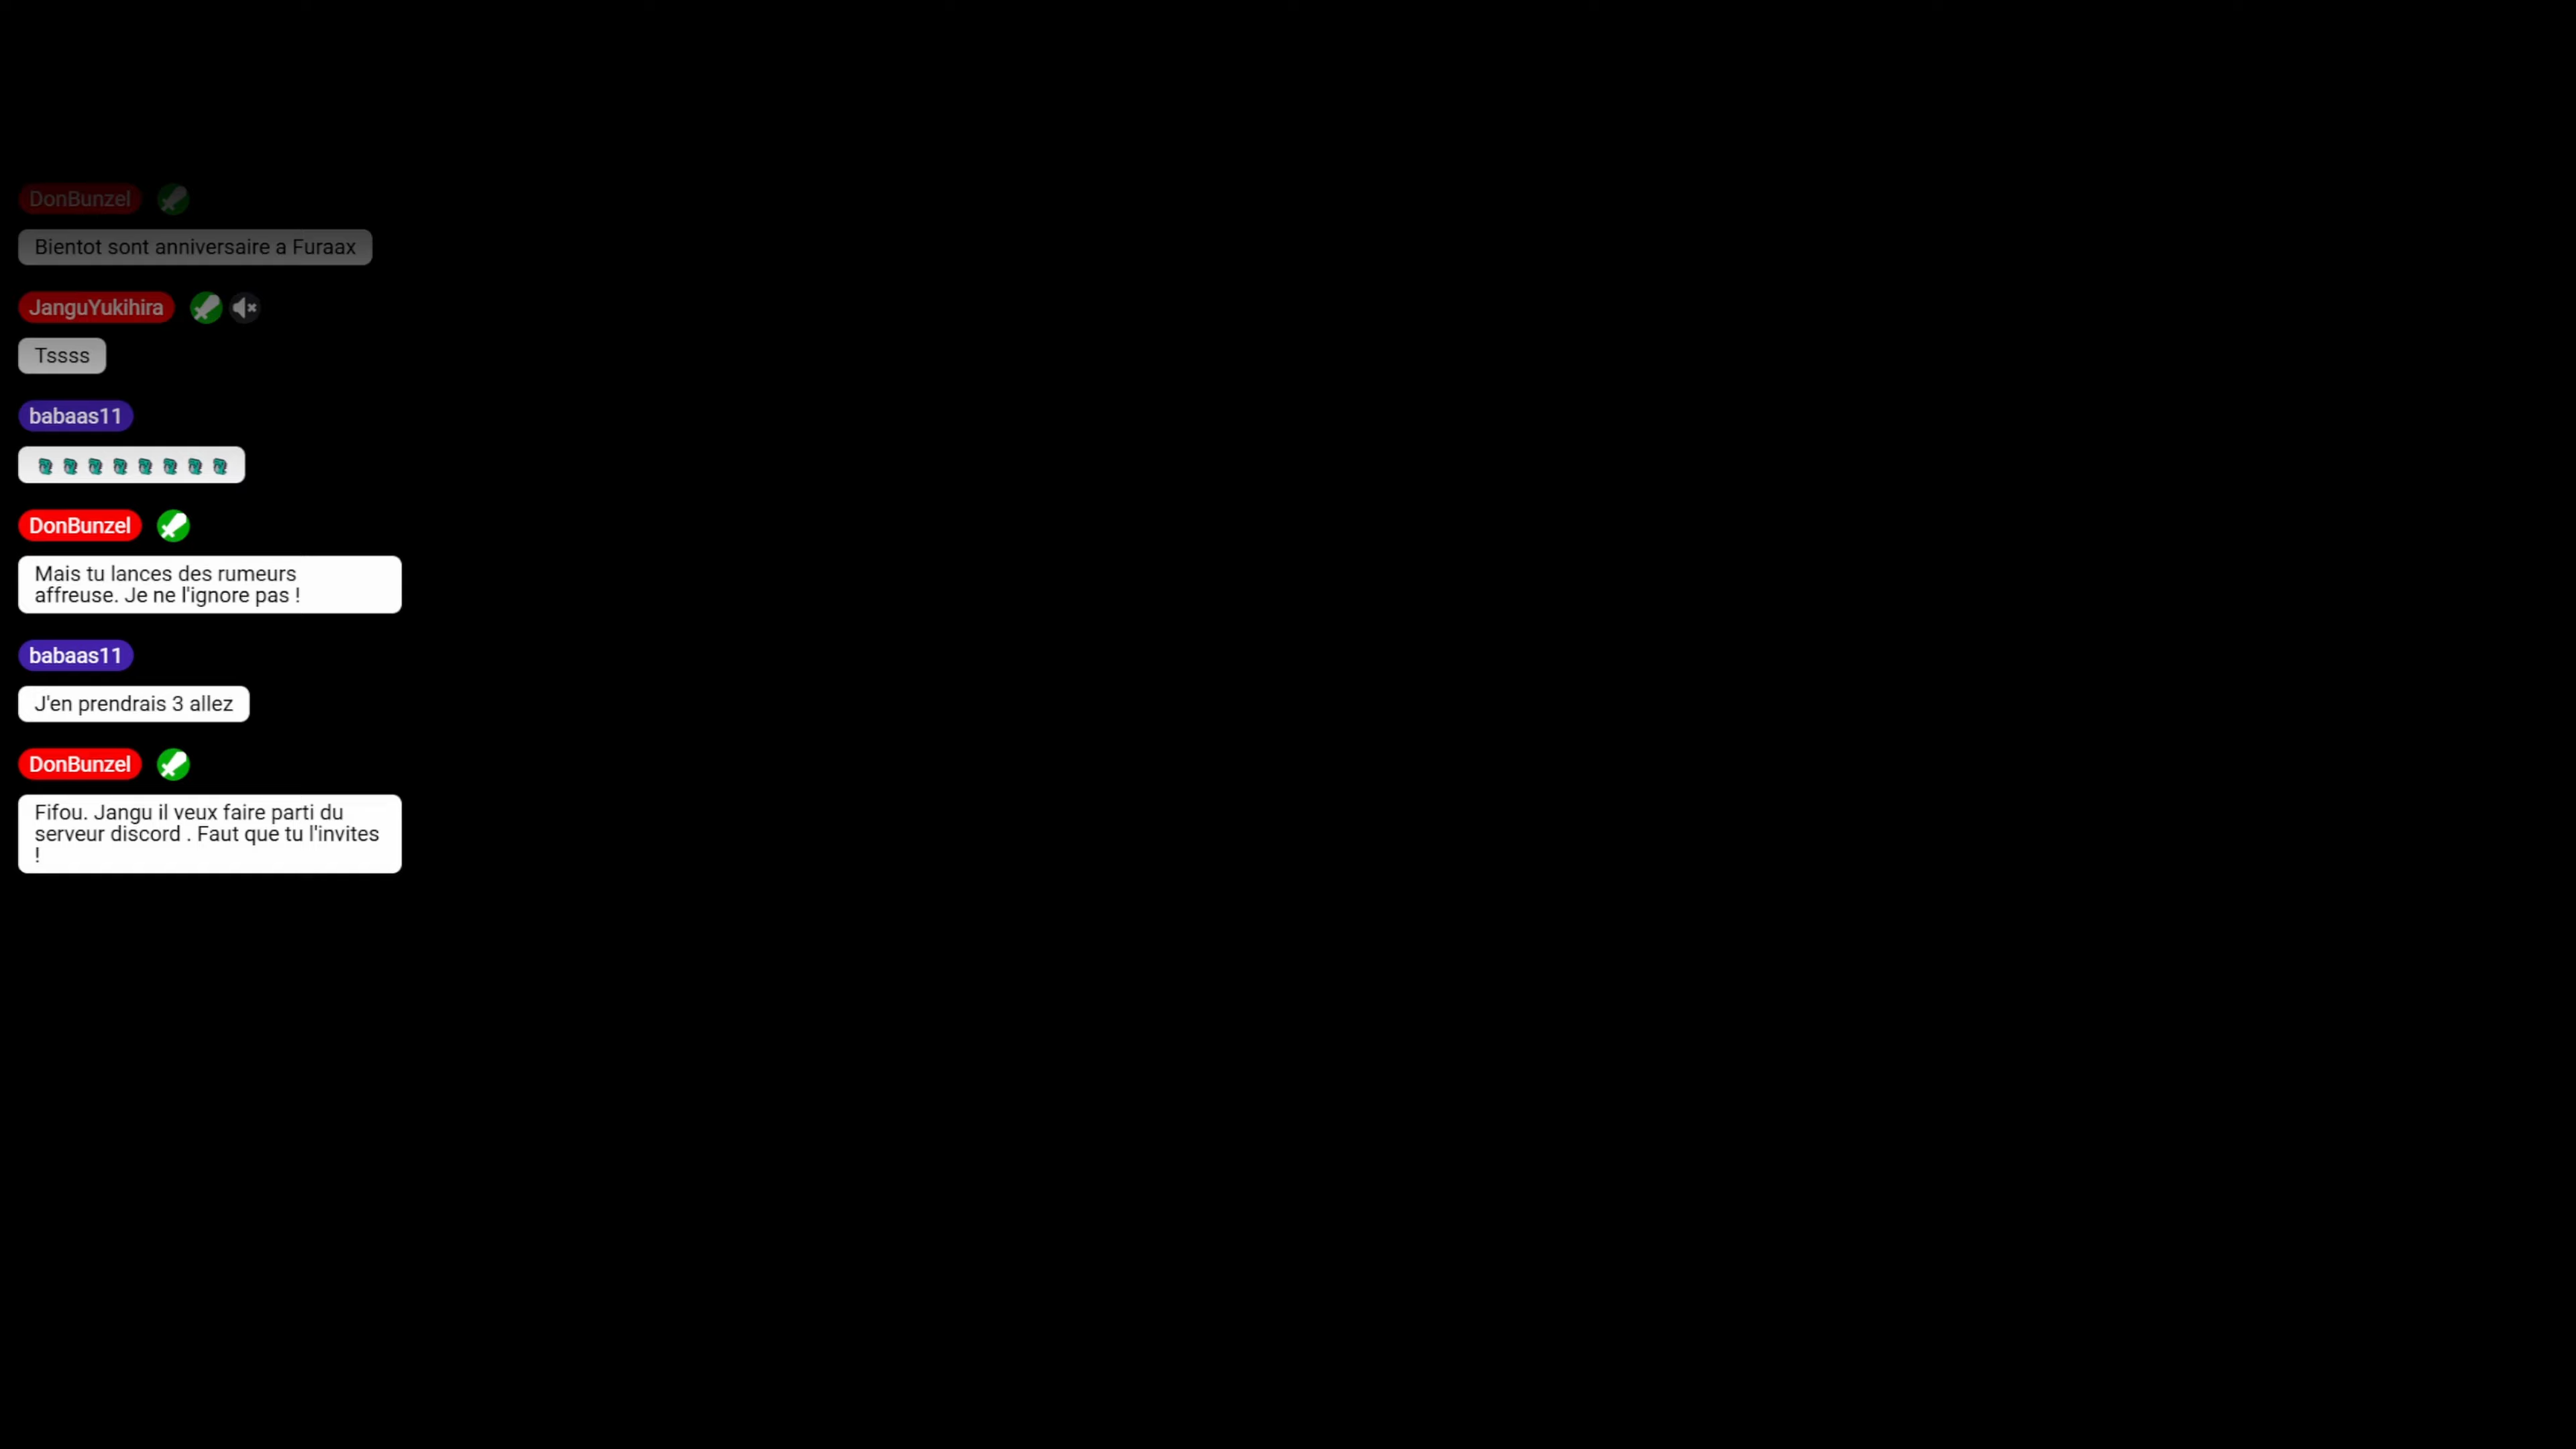 DonBunzel
Bientot sont anniversaire a Furaax
JanguYukihira
Tssss
babaas11
DonBunzel
Mais tu lances des rumeurs
affreuse. Je ne l'ignore pas !
babaas11
J'en prendrais 3 allez
DonBunzel
Fifou. Jangu il veux faire parti du
serveur discord . Faut que tu l'invites
!